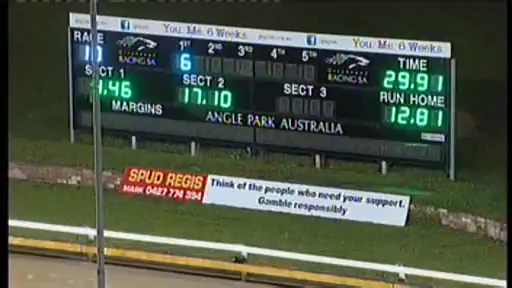 You. Me. 6 Weeks
You. Me. 6 Weeks
RACE 1st 2nd 3rd 4th 5th TIME
RACING SA 6 RACING SA 29.91
SECT 1 SECT 2 SECT 3 RUN HOME
.46 17.10 12.81
MARGINS ANGLE PARK AUSTRALIA
SPUD REGIS
MARK 0427 774 354
Think of the people who need your support.
Gamble responsibly